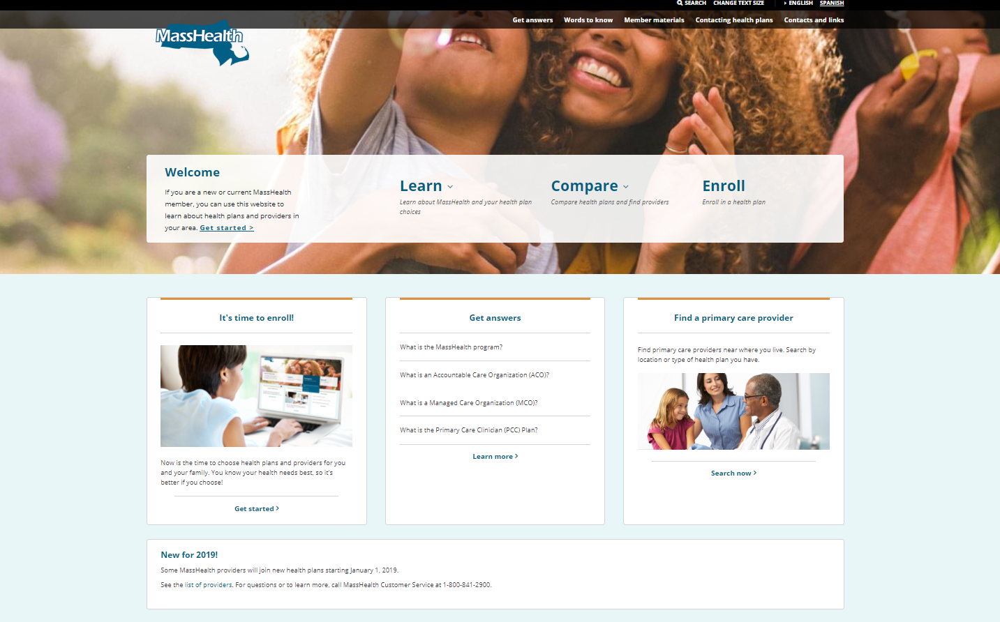 SEARCH CHANGE TEXT SIZE ENGLISH SPANISH
Get answers Words to know Member materials Contacting health plans Contacts and links
MassHealth
Welcome
If you are a new or current MassHealth
member, you can use this website to
learn about health plans and providers in
your area. Get started >
Learn
Learn about MassHealth and your health plan
choices
Compare
Compare health plans and find providers
Enroll
Enroll in a health plan
It's time to enroll!
Now is the time to choose health plans and providers for you
and your family. You know your health needs best, so it's
better if you choose!
Get started >
Get answers
What is the MassHealth program?
What is an Accountable Care Organization (ACO)?
What is a Managed Care Organization (MCO)?
What is the Primary Care Clinician (PCC) Plan?
Learn more >
Find a primary care provider
Find primary care providers near where you live. Search by
location or type of health plan you have.
Search now >
New for 2019!
Some MassHealth providers will join new health plans starting January 1, 2019.
See the list of providers. For questions or to learn more, call MassHealth Customer Service at 1-800-841-2900.